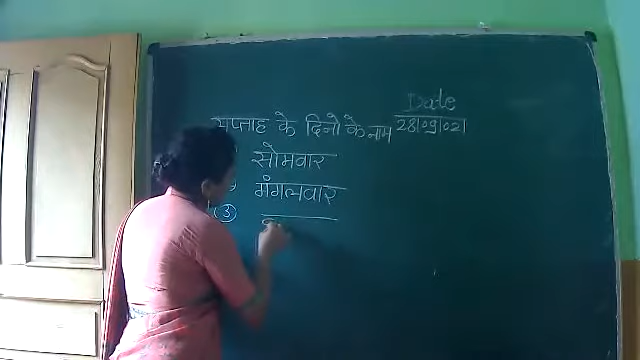 Date
सप्ताह के दिनो के नाम 28|09|021
सोमवार
मंगलवार
③